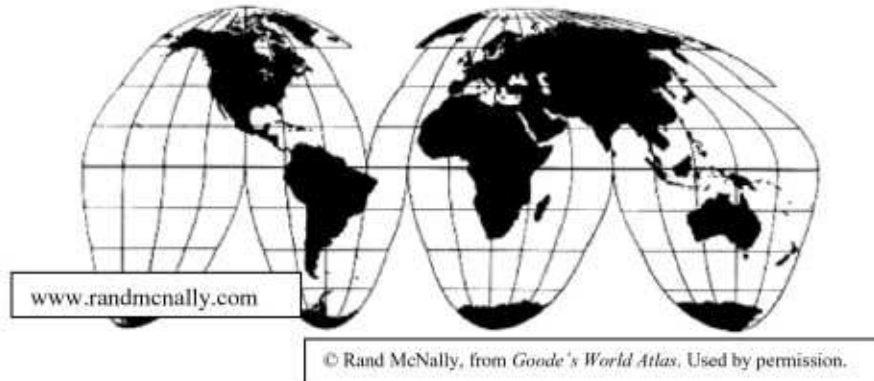 www.randmcnally.com
© Rand McNally, from Goode's World Atlas. Used by permission.